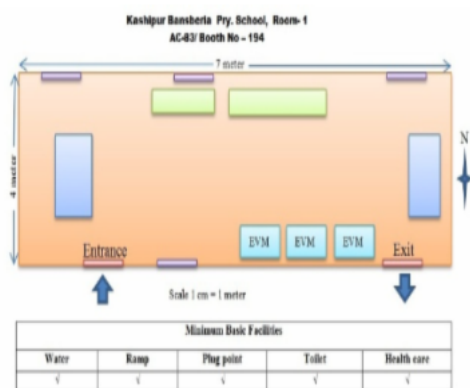 Kashipur Bansberia Pry. School, Room- 1
AC-83/ Booth No – 194
7 meter
4 meter
N
EVM EVM EVM
Entrance
Exit
Scale 1 cm = 1 meter
Minimum Basic Facilities
Water Ramp Plug point Toilet Health care
√ √ √ √ √